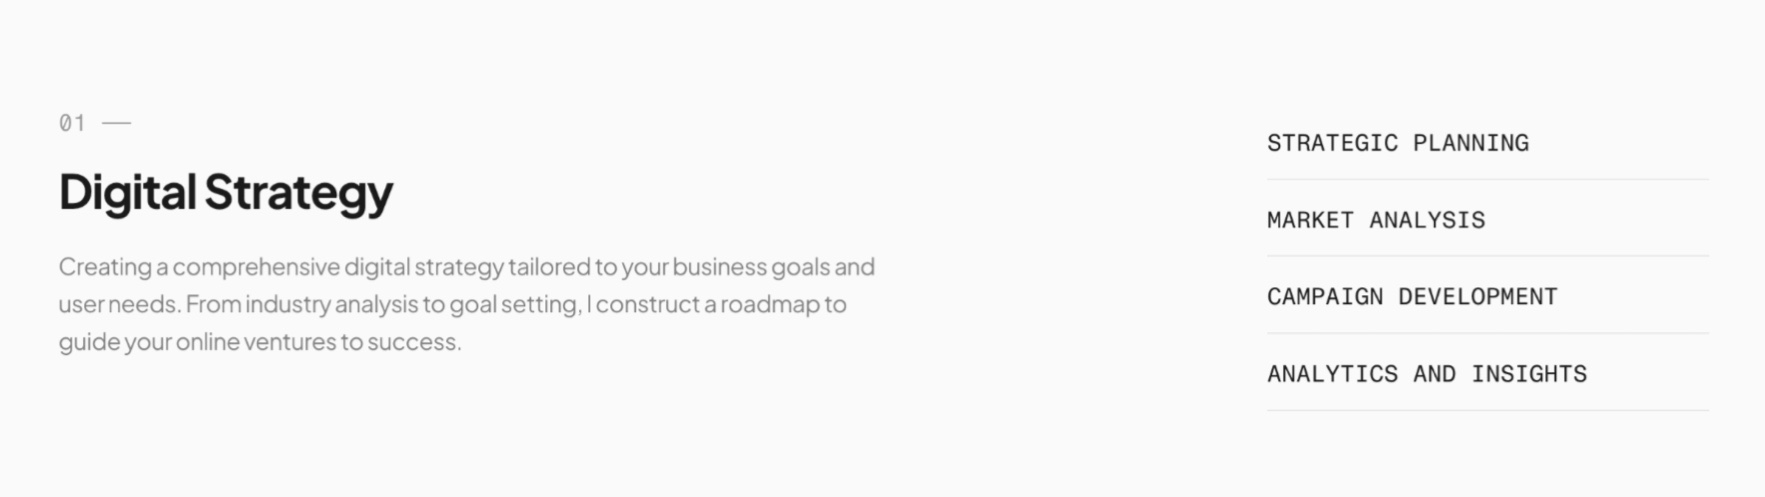 01 —
Digital Strategy
Creating a comprehensive digital strategy tailored to your business goals and
user needs. From industry analysis to goal setting, I construct a roadmap to
guide your online ventures to success.
STRATEGIC PLANNING
MARKET ANALYSIS
CAMPAIGN DEVELOPMENT
ANALYTICS AND INSIGHTS